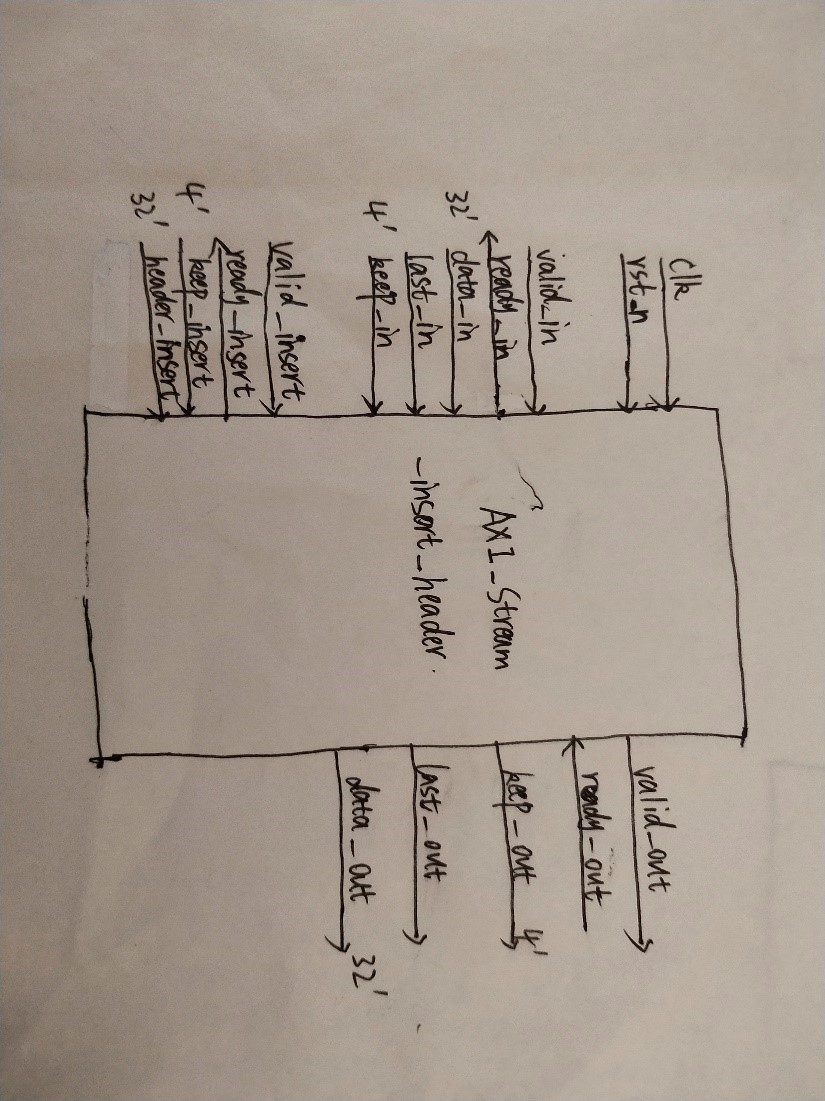 clk
rst_n
valid_in
ready_in
32' data_in
last_in
4' keep_in
valid_insert
ready_insert
4' keep_insert
32' header_insert
AXI_Stream
_insert_header.
valid_out
ready_out
keep_out 4'
last_out
data_out 32'